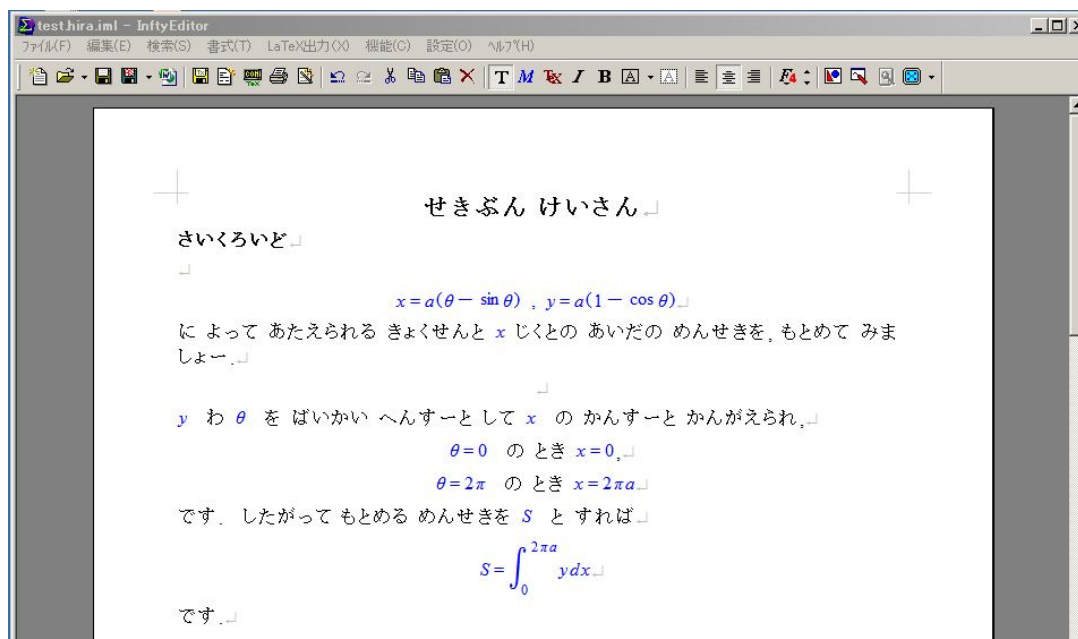 test.hira.iml - InftyEditor
ファイル(F) 編集(E) 検索(S) 書式(T) LaTeX出力(X) 機能(C) 設定(O) ヘルプ(H)
T M TeX I B A A F4
せきぶん けいさん
さいくろいど
x=a(θ− sin θ) , y=a(1− cos θ)
に よって あたえられる きょくせんと x じくとの あいだの めんせきを, もとめて みま
しょー.
y わ θ を ばいかい へんすーと して x の かんすーと かんがえられ,
θ=0 の とき x=0,
θ=2π の とき x=2πa
です. したがって もとめる めんせきを S と すれば
S=∫₀^{2πa} ydx
です.